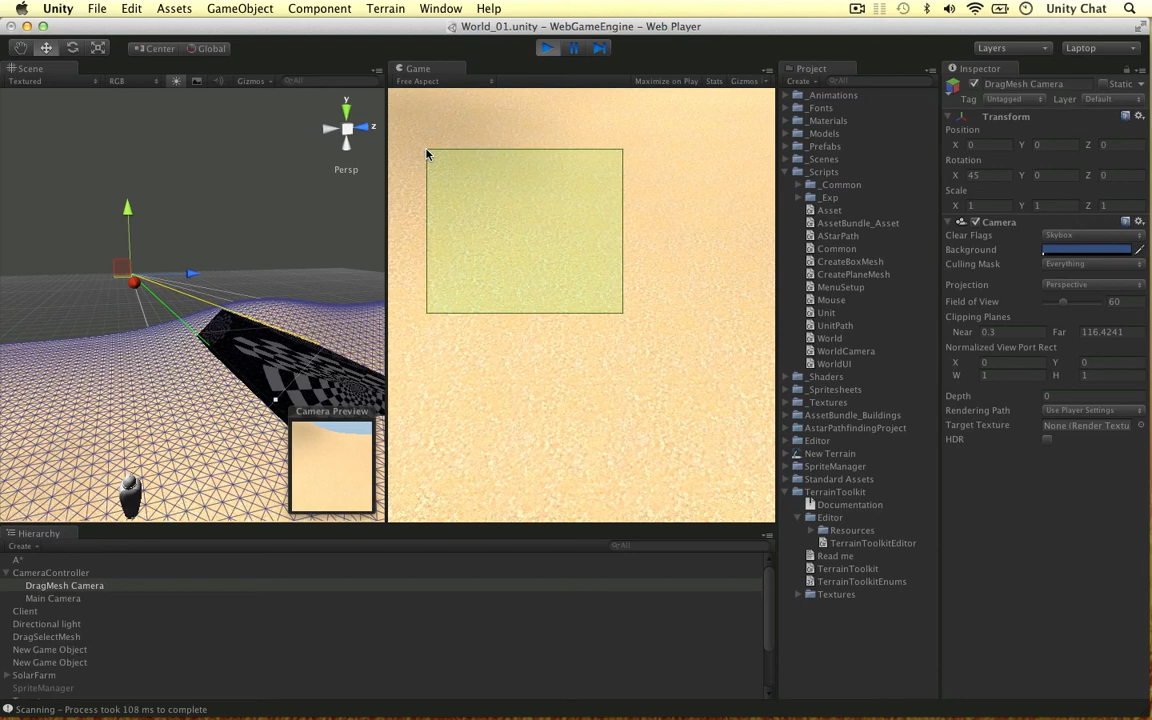 Unity File Edit Assets GameObject Component Terrain Window Help Unity Chat
World_01.unity – WebGameEngine – Web Player
Center Global Layers Laptop
Scene Game Project Inspector
Textured RGB Gizmos All Free Aspect Maximize on Play Stats Gizmos Create All
DragMesh Camera Static
Tag Untagged Layer Default
Transform
Position
X 0 Y 0 Z 0
Rotation
X 45 Y 0 Z 0
Scale
X 1 Y 1 Z 1
Camera
Clear Flags Skybox
Background
Culling Mask Everything
Projection Perspective
Field of View 60
Clipping Planes
Near 0.3 Far 116.4241
Normalized View Port Rect
X 0 Y 0
W 1 H 1
Depth 0
Rendering Path Use Player Settings
Target Texture None (Render Textu
HDR
y
z
Persp
Camera Preview
_Animations
_Fonts
_Materials
_Models
_Prefabs
_Scenes
_Scripts
_Common
_Exp
Asset
AssetBundle_Asset
AStarPath
Common
CreateBoxMesh
CreatePlaneMesh
MenuSetup
Mouse
Unit
UnitPath
World
WorldCamera
WorldUI
_Shaders
_Spritesheets
_Textures
AssetBundle_Buildings
AstarPathfindingProject
Editor
New Terrain
SpriteManager
Standard Assets
TerrainToolkit
Documentation
Editor
Resources
TerrainToolkitEditor
Read me
TerrainToolkit
TerrainToolkitEnums
Textures
Hierarchy
Create All
A*
CameraController
DragMesh Camera
Main Camera
Client
Directional light
DragSelectMesh
New Game Object
New Game Object
SolarFarm
SpriteManager
Scanning – Process took 108 ms to complete